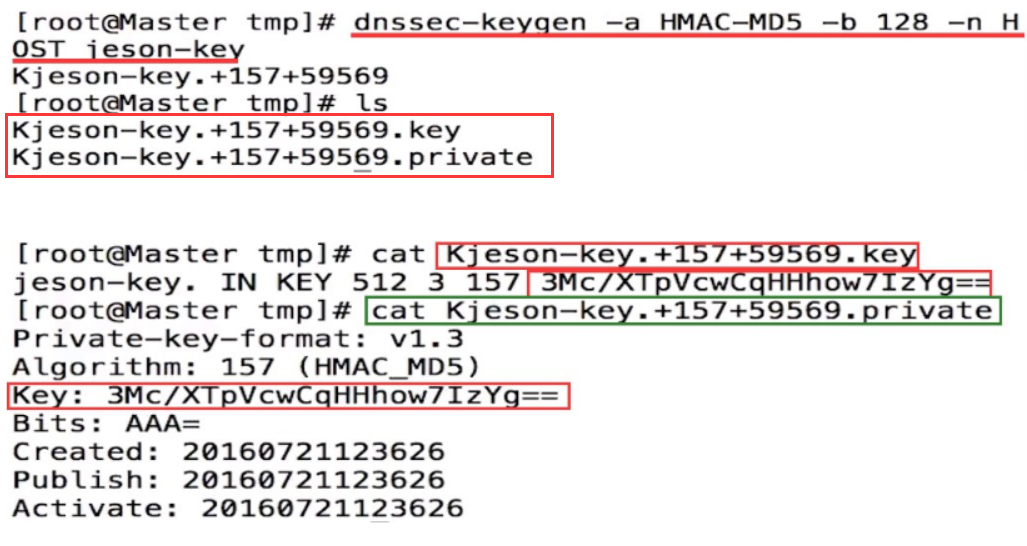 [root@Master tmp]# dnssec-keygen -a HMAC-MD5 -b 128 -n H
OST jeson-key
Kjeson-key.+157+59569
[root@Master tmp]# ls
Kjeson-key.+157+59569.key
Kjeson-key.+157+59569.private
[root@Master tmp]# cat Kjeson-key.+157+59569.key
jeson-key. IN KEY 512 3 157 3Mc/XTpVcwCqHHhow7IzYg==
[root@Master tmp]# cat Kjeson-key.+157+59569.private
Private-key-format: v1.3
Algorithm: 157 (HMAC_MD5)
Key: 3Mc/XTpVcwCqHHhow7IzYg==
Bits: AAA=
Created: 20160721123626
Publish: 20160721123626
Activate: 20160721123626